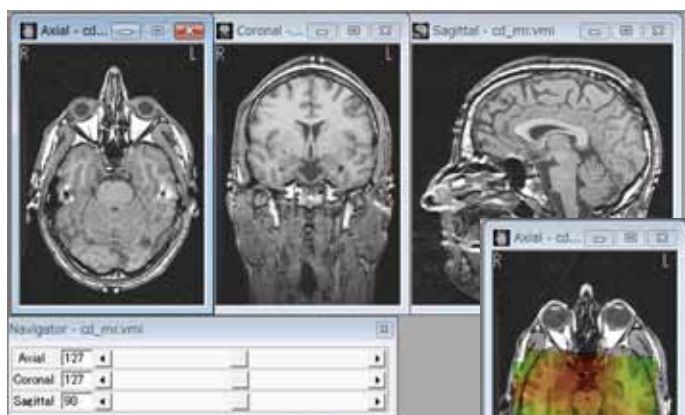 Axial - cd...
Coronal -...
Sagittal - cd_mr.vmi
R L
R L
Axial - cd...
R L
Navigator - cd_mr.vmi
Axial 127
Coronal 127
Sagittal 90